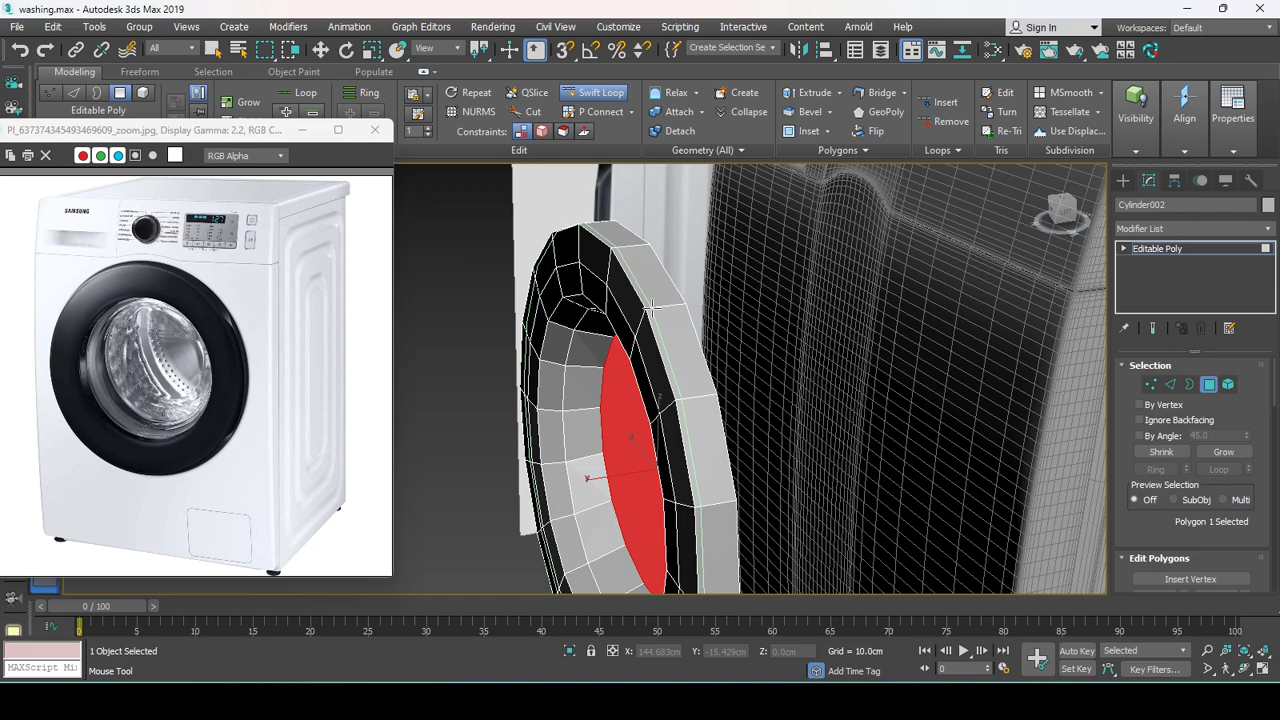 washing.max - Autodesk 3ds Max 2019
File Edit Tools Group Views Create Modifiers Animation Graph Editors Rendering Civil View Customize Scripting Interactive Content Arnold Help Sign In Workspaces: Default
All View Create Selection Se
Modeling Freeform Selection Object Paint Populate
Editable Poly Grow Loop Ring Repeat QSlice Swift Loop Relax Create Extrude Bridge Edit MSmooth
NURMS Cut P Connect Attach Collapse Bevel GeoPoly Insert Turn Tessellate
1 Constraints: Detach Inset Flip Remove Re-Tri Use Displac... Visibility Align Properties
Edit Geometry (All) Polygons Loops Tris Subdivision
PI_637374345493469609_zoom.jpg, Display Gamma: 2.2, RGB C...
RGB Alpha
SAMSUNG
Cylinder002
Modifier List
Editable Poly
Selection
By Vertex
Ignore Backfacing
By Angle: 45.0
Shrink Grow
Ring Loop
Preview Selection
Off SubObj Multi
Polygon 1 Selected
Edit Polygons
Insert Vertex
z
y
0 / 100
0 5 10 15 20 25 30 35 40 45 50 55 60 65 70 75 80 85 90 95 100
1 Object Selected X: 144.683cm Y: -15.429cm Z: 0.0cm Grid = 10.0cm Auto Key Selected
MAXScript Mi Mouse Tool Add Time Tag 0 Set Key Key Filters...